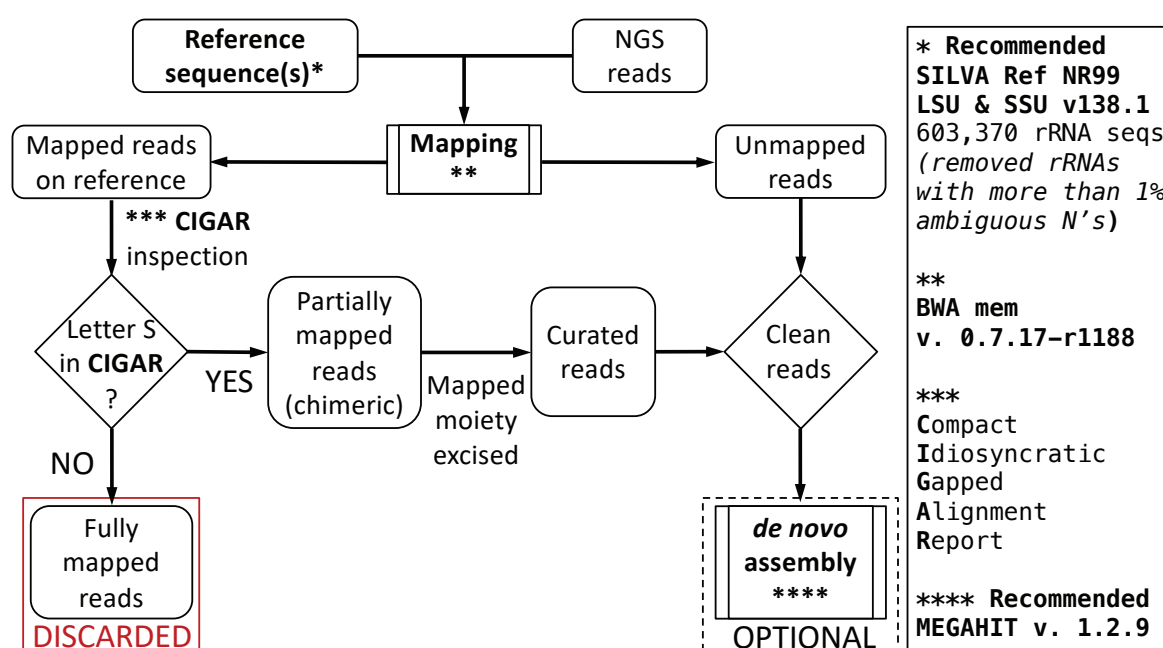 Reference
sequence(s)*
NGS
reads
Mapping
**
Mapped reads
on reference
Unmapped
reads
*** CIGAR
inspection
Letter S
in CIGAR
?
YES
Partially
mapped
reads
(chimeric)
Mapped
moiety
excised
Curated
reads
Clean
reads
NO
Fully
mapped
reads
DISCARDED
de novo
assembly
****
OPTIONAL
* Recommended
SILVA Ref NR99
LSU & SSU v138.1
603,370 rRNA seqs
(removed rRNAs
with more than 1%
ambiguous N's)
**
BWA mem
v. 0.7.17–r1188
***
Compact
Idiosyncratic
Gapped
Alignment
Report
**** Recommended
MEGAHIT v. 1.2.9